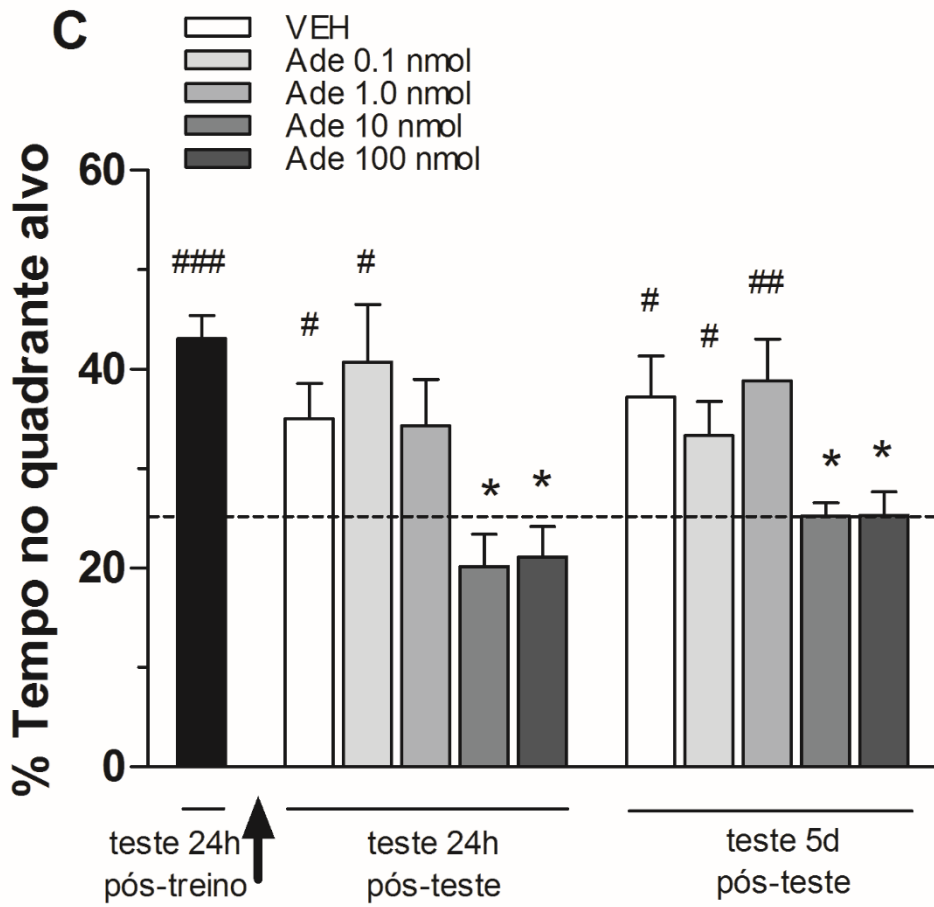 C
VEH
Ade 0.1 nmol
Ade 1.0 nmol
Ade 10 nmol
Ade 100 nmol
% Tempo no quadrante alvo
60
40
20
0
###
#
#
*
*
#
#
##
*
*
teste 24h
pós-treino
teste 24h
pós-teste
teste 5d
pós-teste